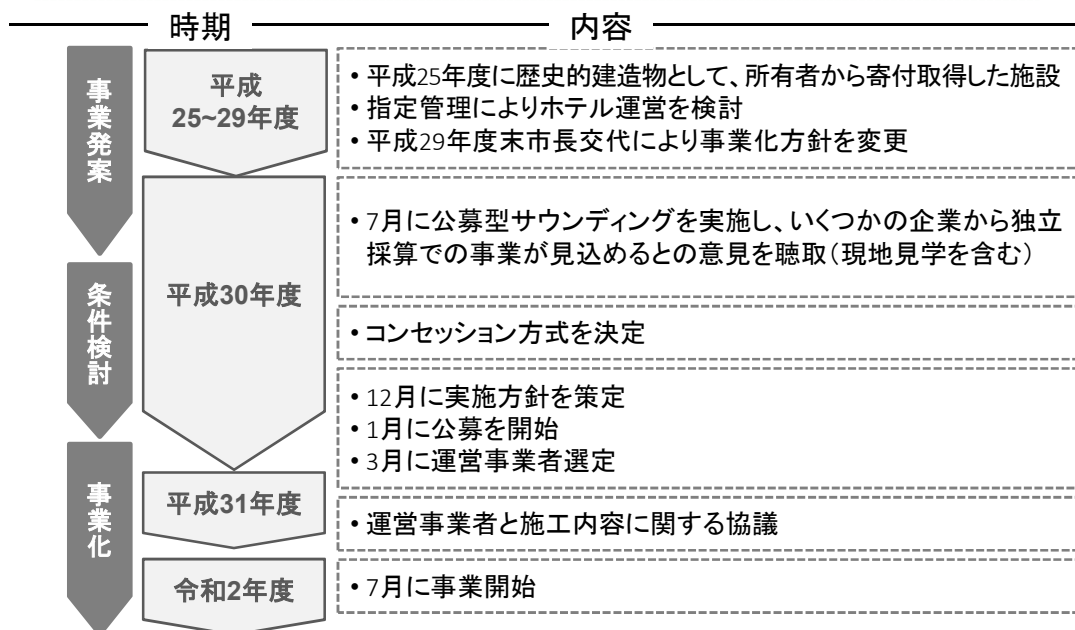 時期
内容
事業発案
平成
25~29年度
• 平成25年度に歴史的建造物として、所有者から寄付取得した施設
• 指定管理によりホテル運営を検討
• 平成29年度末市長交代により事業化方針を変更
条件検討
平成30年度
• 7月に公募型サウンディングを実施し、いくつかの企業から独立
採算での事業が見込めるとの意見を聴取（現地見学を含む）
• コンセッション方式を決定
• 12月に実施方針を策定
• 1月に公募を開始
• 3月に運営事業者選定
事業化
平成31年度
• 運営事業者と施工内容に関する協議
令和2年度
• 7月に事業開始